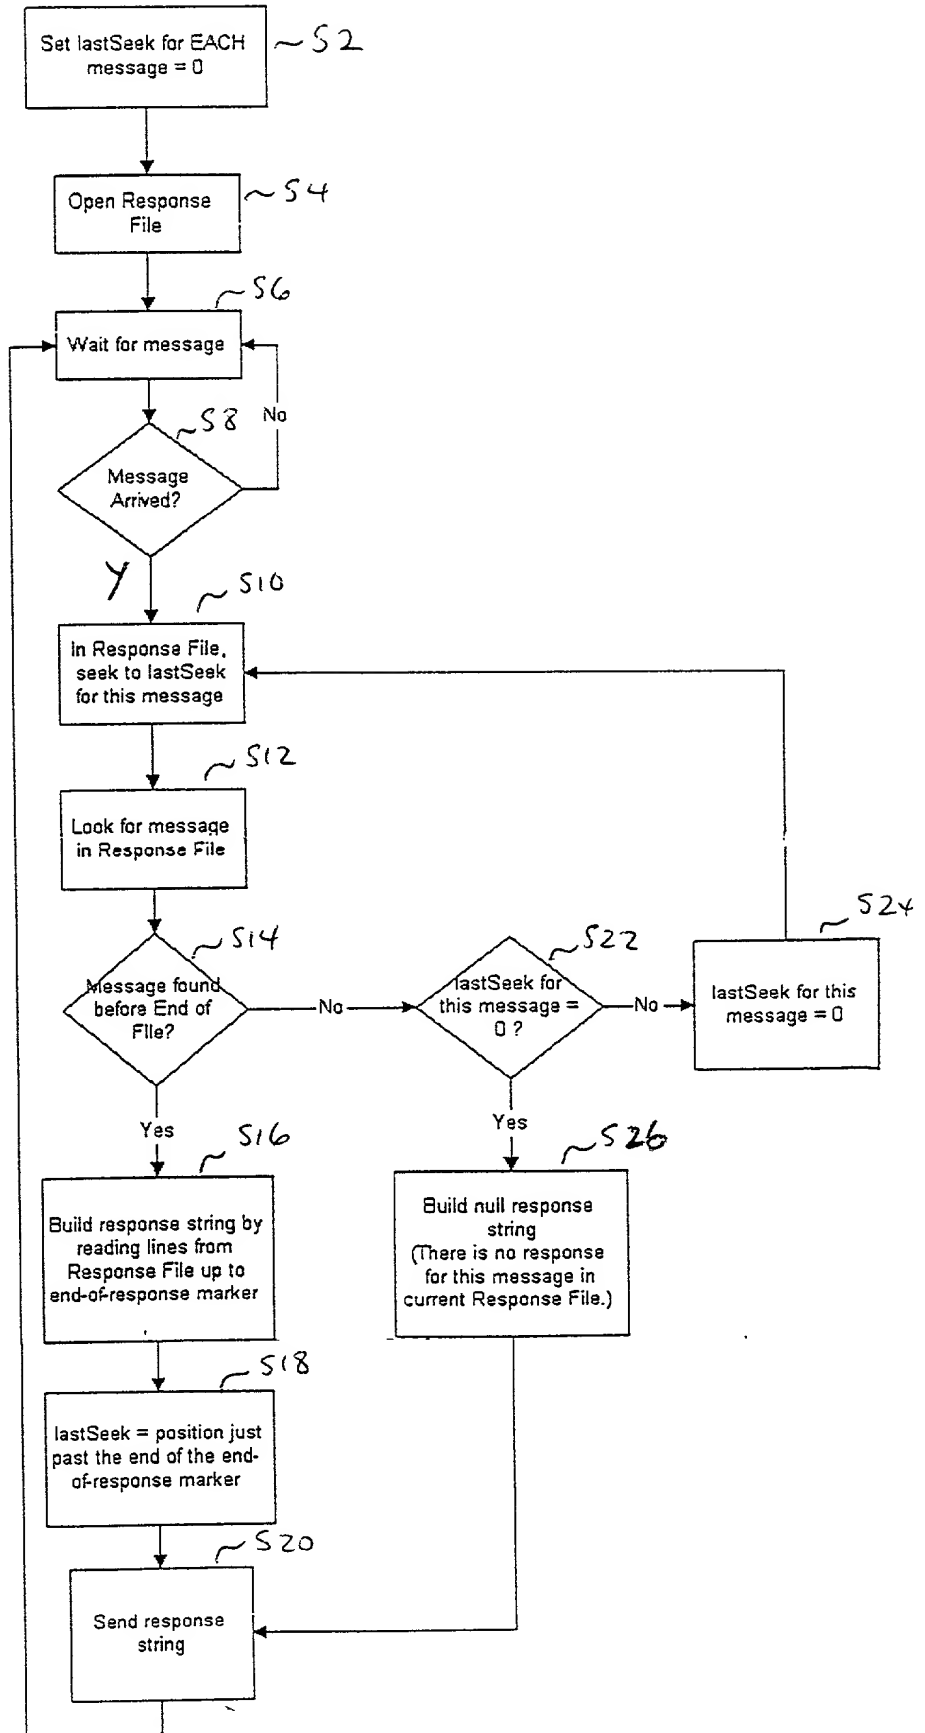 Set lastSeek for EACH
message = 0
S2
Open Response
File
S4
S6
Wait for message
No
S8
Message
Arrived?
Y
S10
In Response File,
seek to lastSeek
for this message
S12
Look for message
in Response File
S14
Message found
before End of
File?
No
S22
lastSeek for
this message =
0 ?
No
S24
lastSeek for this
message = 0
Yes
S16
Build response string by
reading lines from
Response File up to
end-of-response marker
Yes
S26
Build null response
string
(There is no response
for this message in
current Response File.)
S18
lastSeek = position just
past the end of the end-
of-response marker
S20
Send response
string